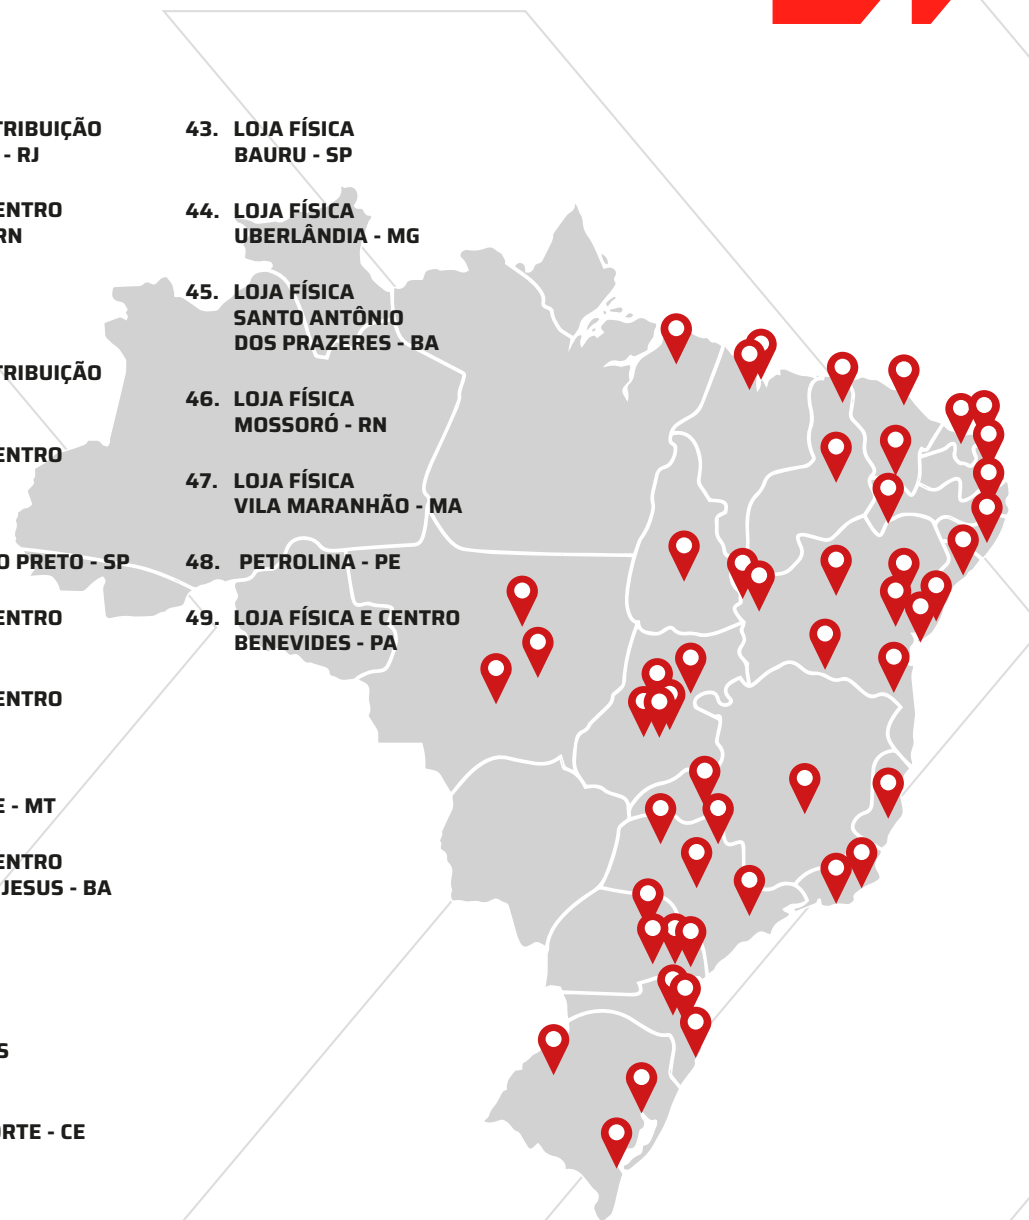 TRIBUIÇÃO
- RJ
ENTRO
RN
TRIBUIÇÃO
ENTRO
O PRETO - SP
ENTRO
ENTRO
E - MT
ENTRO
JESUS - BA
S
ORTE - CE
43. LOJA FÍSICA
BAURU - SP
44. LOJA FÍSICA
UBERLÂNDIA - MG
45. LOJA FÍSICA
SANTO ANTÔNIO
DOS PRAZERES - BA
46. LOJA FÍSICA
MOSSORÓ - RN
47. LOJA FÍSICA
VILA MARANHÃO - MA
48. PETROLINA - PE
49. LOJA FÍSICA E CENTRO
BENEVIDES - PA